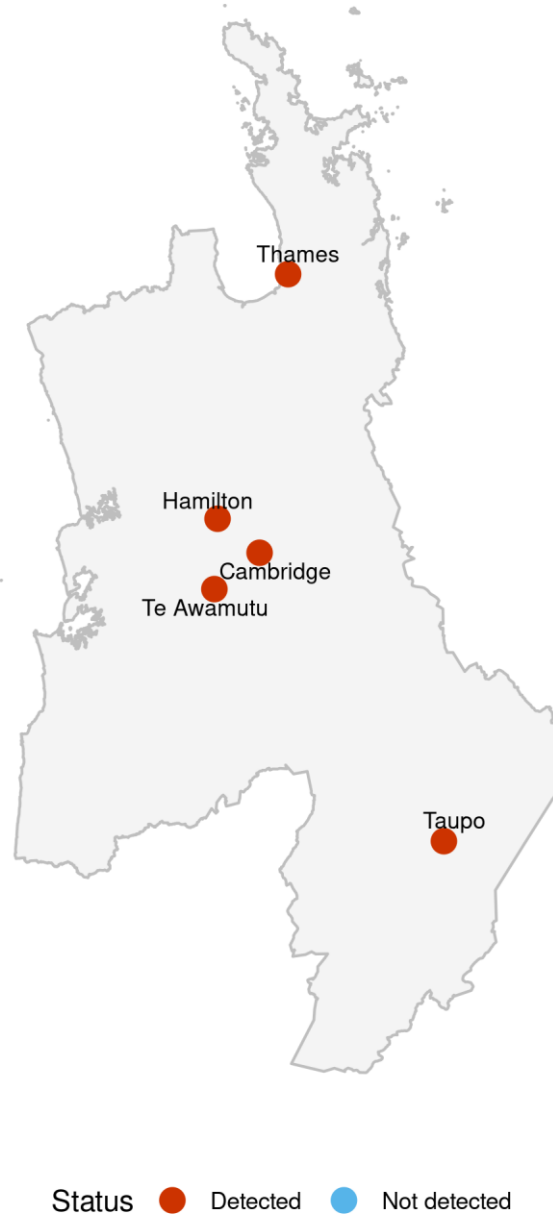 Thames
Hamilton
Cambridge
Te Awamutu
Taupo
Status Detected Not detected